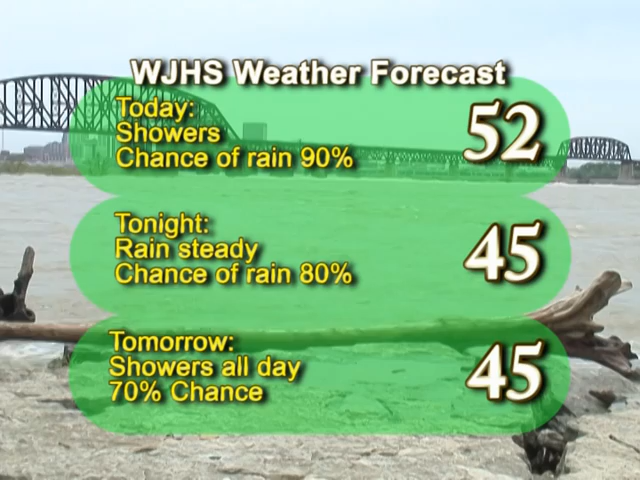 WJHS Weather Forecast
Today:
Showers
Chance of rain 90%
52
Tonight:
Rain steady
Chance of rain 80%
45
Tomorrow:
Showers all day
70% Chance
45